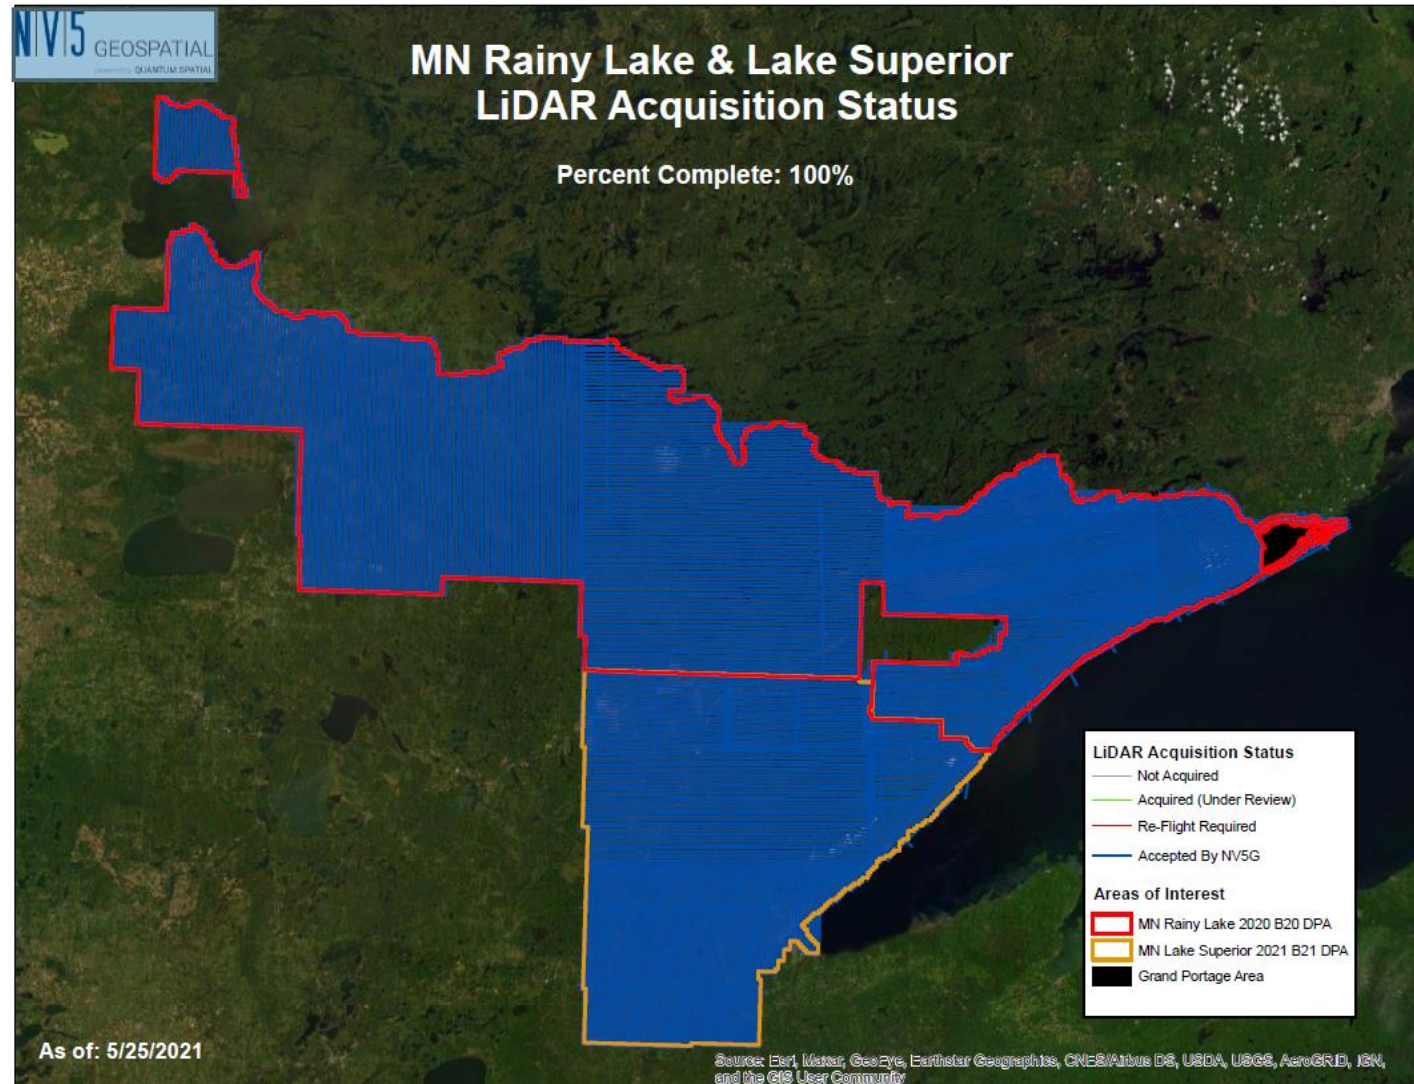 NV5 GEOSPATIAL
powered by QUANTUM SPATIAL
MN Rainy Lake & Lake Superior
LiDAR Acquisition Status
Percent Complete: 100%
LiDAR Acquisition Status
Not Acquired
Acquired (Under Review)
Re-Flight Required
Accepted By NV5G
Areas of Interest
MN Rainy Lake 2020 B20 DPA
MN Lake Superior 2021 B21 DPA
Grand Portage Area
As of: 5/25/2021
Source: Esri, Maxar, GeoEye, Earthstar Geographics, CNES/Airbus DS, USDA, USGS, AeroGRID, IGN,
and the GIS User Community